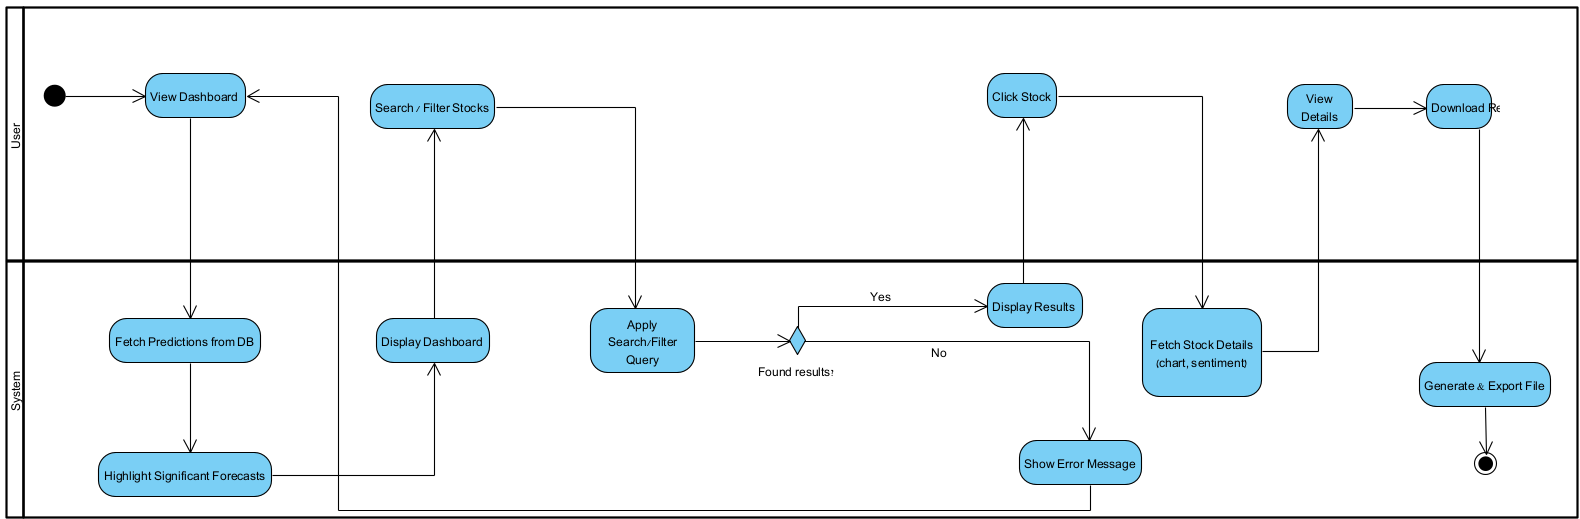 User
View Dashboard
Search / Filter Stocks
Click Stock
View
Details
Download
System
Fetch Predictions from DB
Display Dashboard
Apply
Search/Filter
Query
Yes
Display Results
No
Found results
Fetch Stock Details
(chart, sentiment)
Generate & Export File
Highlight Significant Forecasts
Show Error Message